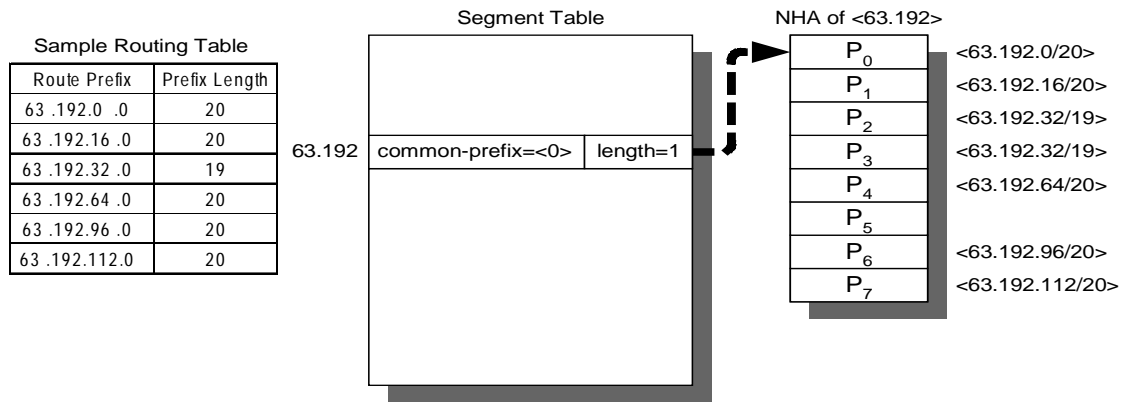 Sample Routing Table
Route Prefix Prefix Length
63 .192.0 .0 20
63 .192.16 .0 20
63 .192.32 .0 19
63 .192.64 .0 20
63 .192.96 .0 20
63 .192.112.0 20
Segment Table
63.192 common-prefix=<0> length=1
NHA of <63.192>
P0 <63.192.0/20>
P1 <63.192.16/20>
P2 <63.192.32/19>
P3 <63.192.32/19>
P4 <63.192.64/20>
P5
P6 <63.192.96/20>
P7 <63.192.112/20>